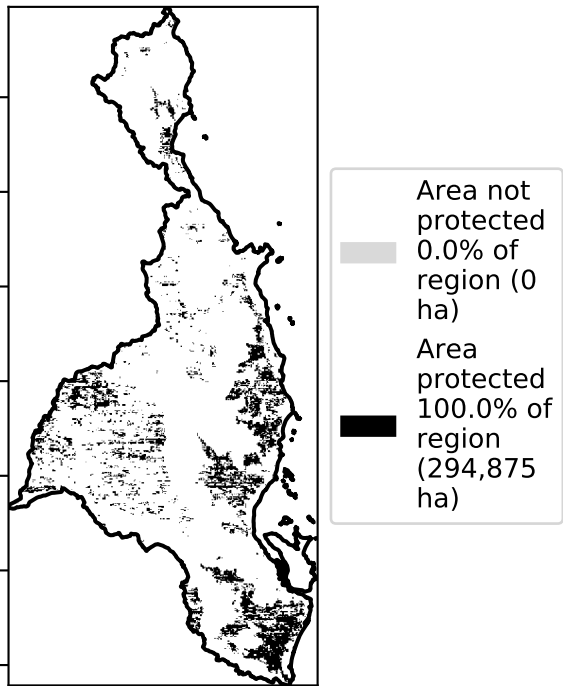 Area not
protected
0.0% of
region (0
ha)
Area
protected
100.0% of
region
(294,875
ha)